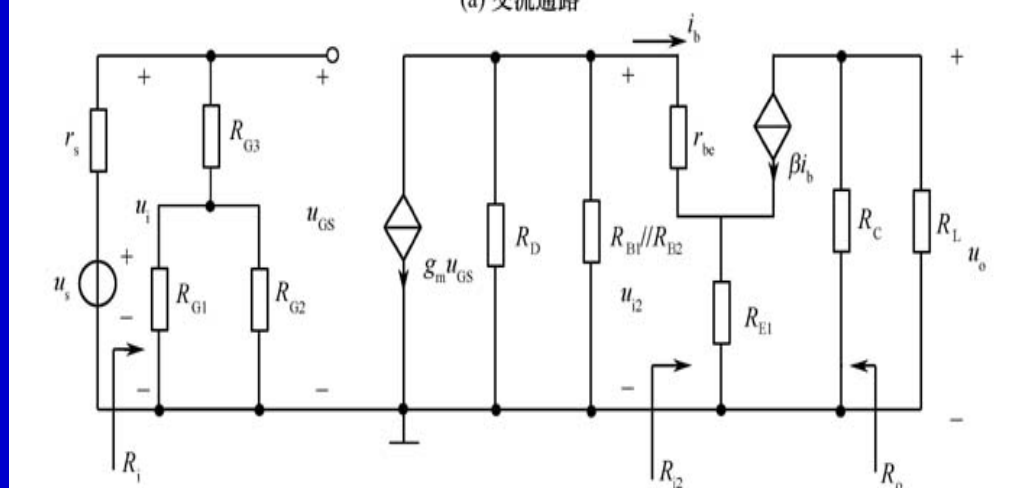 (a) 交流通路
i_b
+
+
+
+
r_s
R_G3
r_be
βi_b
u_i
u_GS
R_D
R_B1//R_B2
R_C
R_L
u_o
+
u_s
R_G1
R_G2
g_m u_GS
u_i2
−
R_E1
−
−
−
−
R_i
R_i2
R_o